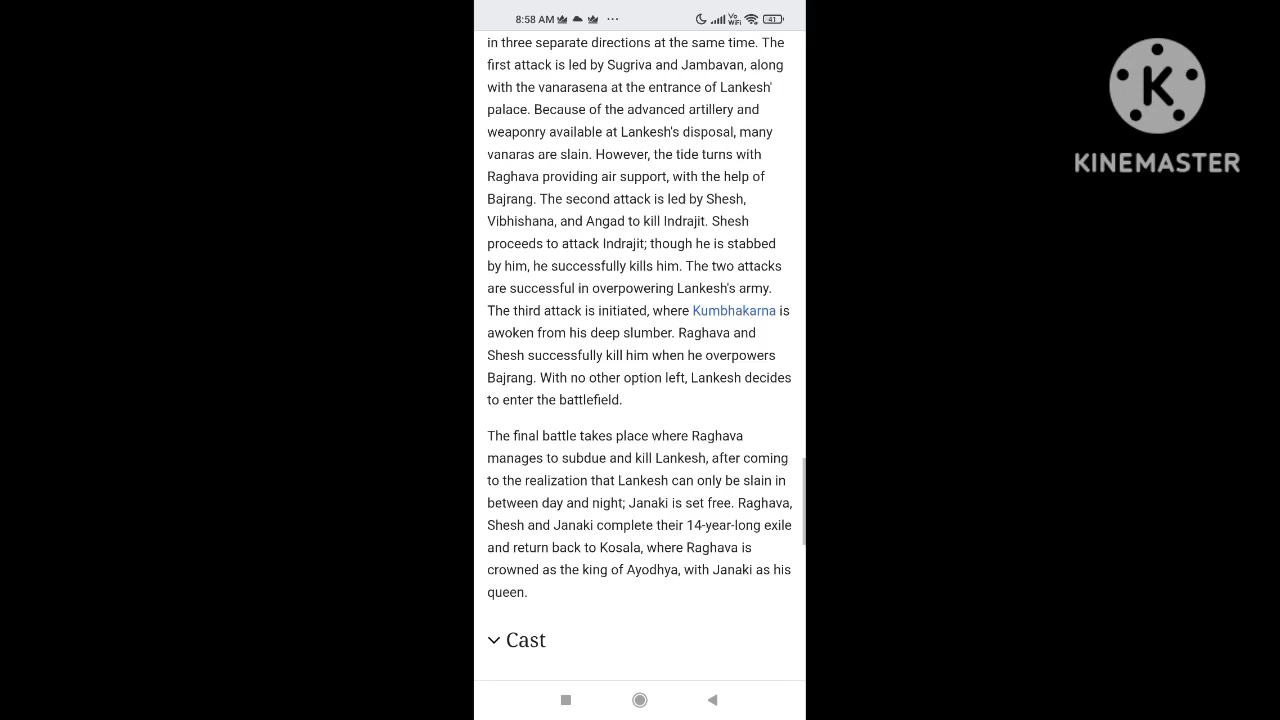 8:58 AM ...
Vo
WiFi
41
in three separate directions at the same time. The
first attack is led by Sugriva and Jambavan, along
with the vanarasena at the entrance of Lankesh'
palace. Because of the advanced artillery and
weaponry available at Lankesh's disposal, many
vanaras are slain. However, the tide turns with
Raghava providing air support, with the help of
Bajrang. The second attack is led by Shesh,
Vibhishana, and Angad to kill Indrajit. Shesh
proceeds to attack Indrajit; though he is stabbed
by him, he successfully kills him. The two attacks
are successful in overpowering Lankesh's army.
The third attack is initiated, where Kumbhakarna is
awoken from his deep slumber. Raghava and
Shesh successfully kill him when he overpowers
Bajrang. With no other option left, Lankesh decides
to enter the battlefield.
The final battle takes place where Raghava
manages to subdue and kill Lankesh, after coming
to the realization that Lankesh can only be slain in
between day and night; Janaki is set free. Raghava,
Shesh and Janaki complete their 14-year-long exile
and return back to Kosala, where Raghava is
crowned as the king of Ayodhya, with Janaki as his
queen.
Cast
K
KINEMASTER